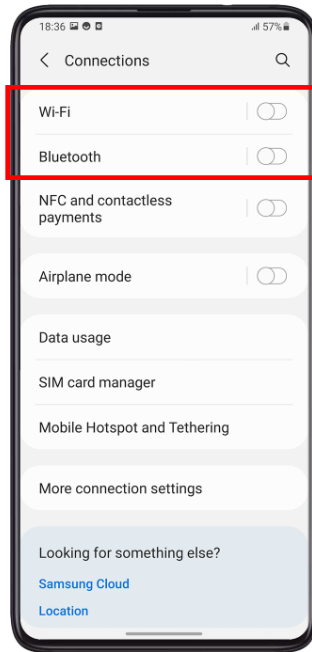 18:36 57%
Connections
Wi-Fi
Bluetooth
NFC and contactless
payments
Airplane mode
Data usage
SIM card manager
Mobile Hotspot and Tethering
More connection settings
Looking for something else?
Samsung Cloud
Location